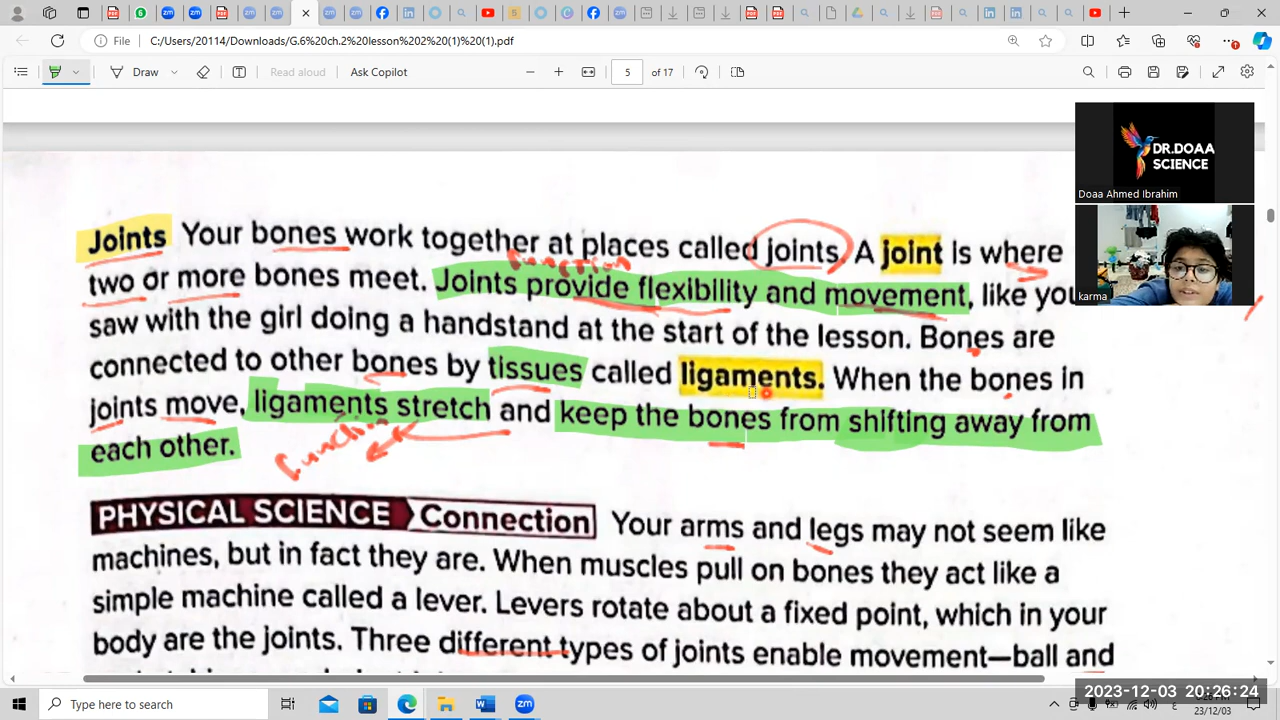 File
C:/Users/20114/Downloads/G.6%20ch.2%20lesson%202%20(1)%20(1).pdf
Draw
Read aloud
Ask Copilot
5
of 17
DR.DOAA
SCIENCE
Doaa Ahmed Ibrahim
karma
Joints Your bones work together at places called joints. A joint Is where
function
two or more bones meet. Joints provide flexibility and movement, like you
saw with the girl doing a handstand at the start of the lesson. Bones are
connected to other bones by tissues called ligaments. When the bones in
joints move, ligaments stretch and keep the bones from shifting away from
function
each other.
PHYSICAL SCIENCE Connection Your arms and legs may not seem like
machines, but in fact they are. When muscles pull on bones they act like a
simple machine called a lever. Levers rotate about a fixed point, which in your
body are the joints. Three different types of joints enable movement—ball and
Type here to search
2023-12-03 20:26:24
23/12/03